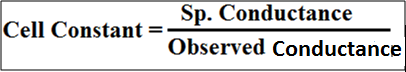 Sp. Conductance
Cell Constant =
Observed Conductance